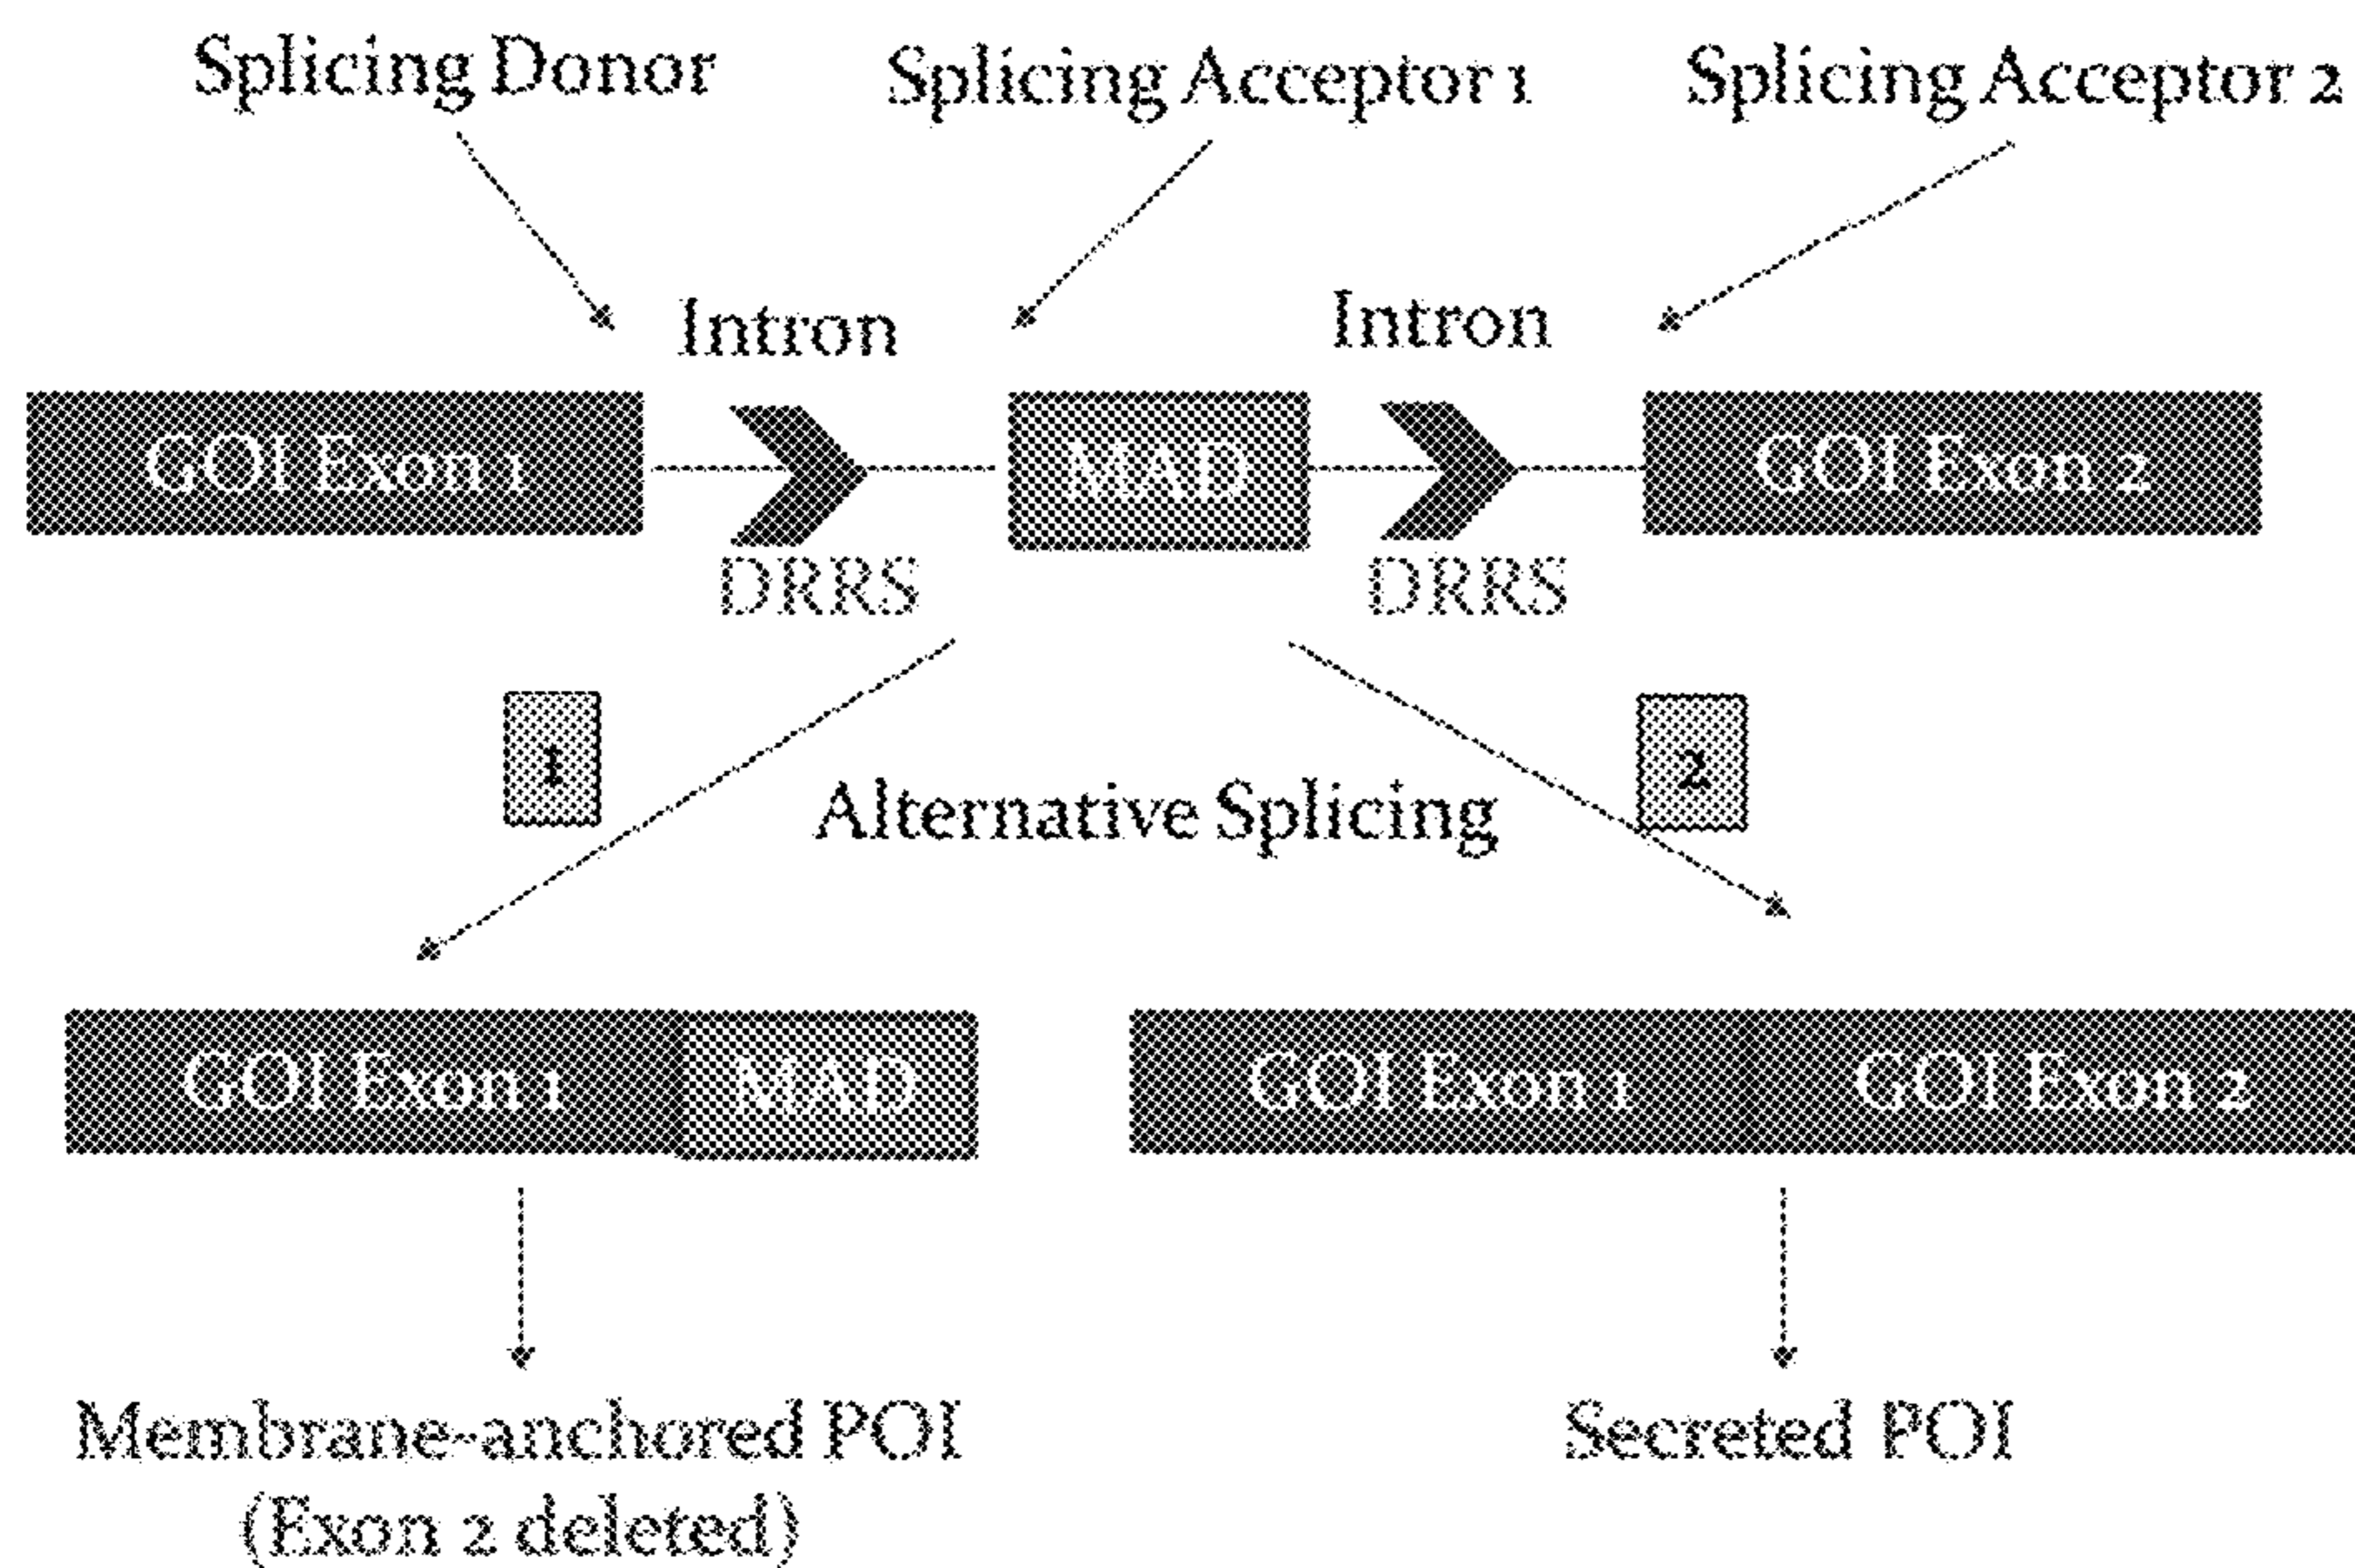 Splicing Donor
Splicing Acceptor 1
Splicing Acceptor 2
Intron
Intron
GOI Exon 1
MAD
GOI Exon 2
DRRS
DRRS
1
2
Alternative Splicing
GOI Exon 1
MAD
GOI Exon 1
GOI Exon 2
Membrane-anchored POI
(Exon 2 deleted)
Secreted POI